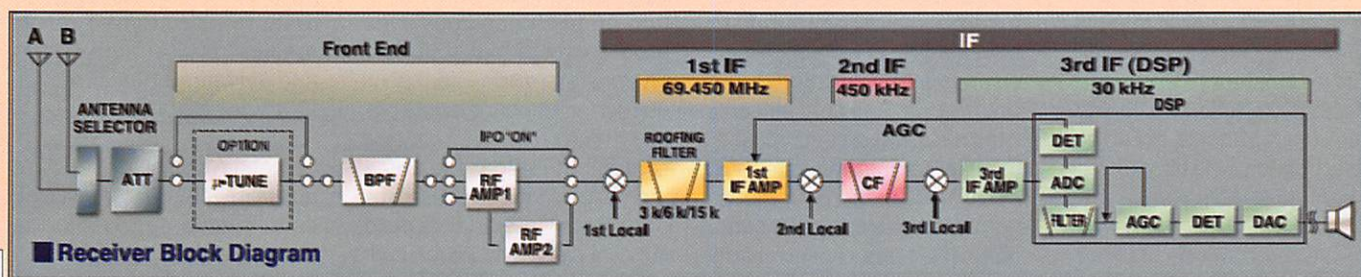 A B
Front End
IF
1st IF
2nd IF
3rd IF (DSP)
69.450 MHz
450 kHz
30 kHz
DSP
ANTENNA
SELECTOR
OPTION
IPO "ON"
ROOFING
FILTER
AGC
DET
ATT
μ-TUNE
BPF
RF
AMP1
1st
IF AMP
CF
3rd
IF AMP
ADC
3 k/6 k/15 k
1st Local
2nd Local
3rd Local
RF
AMP2
FILTER
AGC
DET
DAC
Receiver Block Diagram